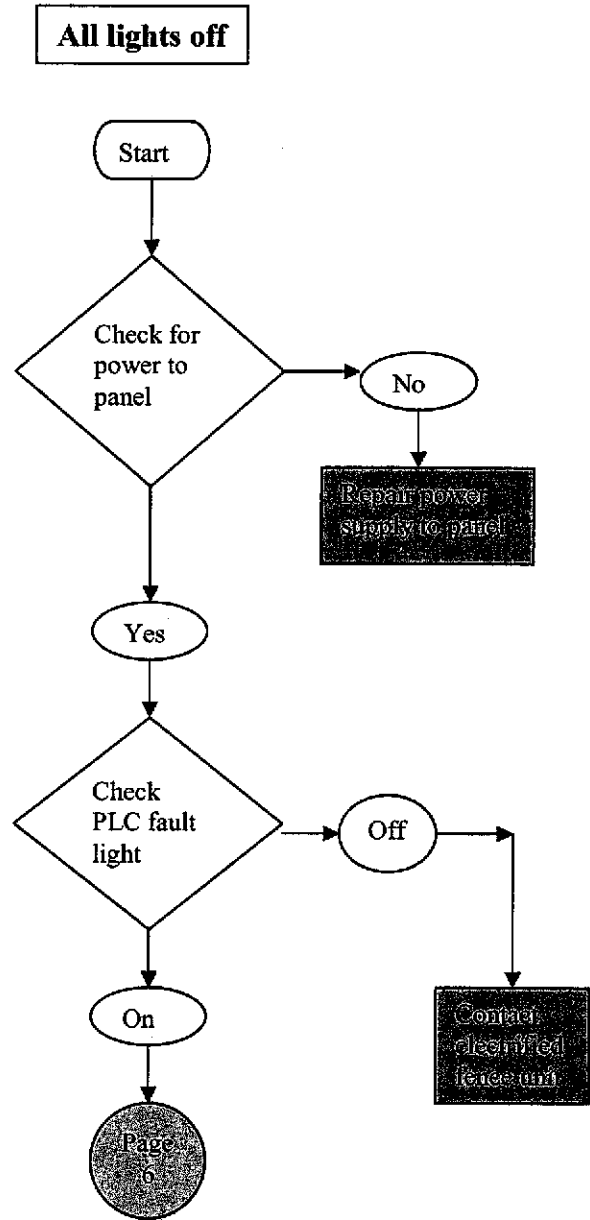 All lights off
Start
Check for
power to
panel
No
Repair power
supply to panel
Yes
Check
PLC fault
light
Off
On
Contact
electrified
fence unit
Page
6